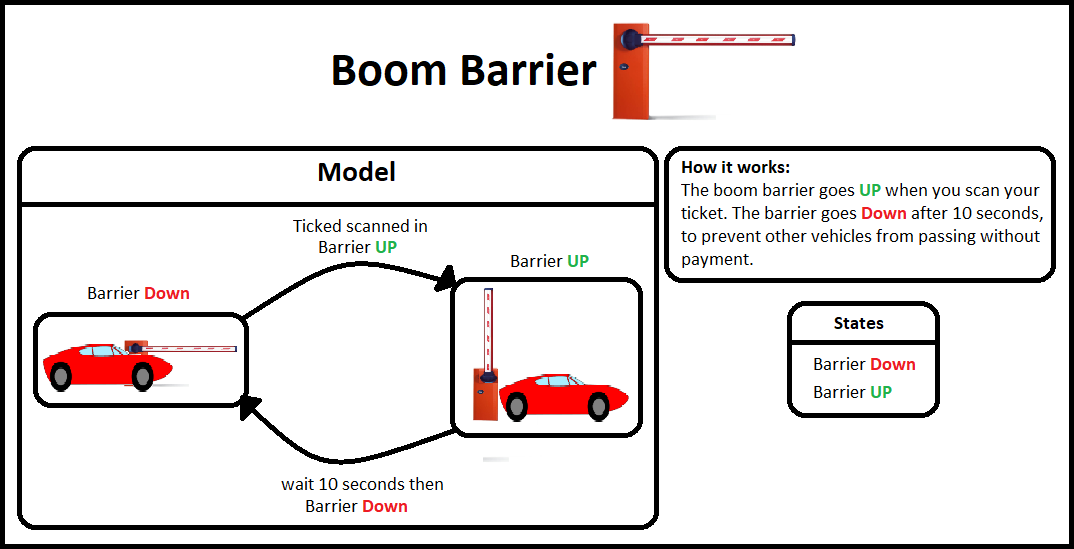 Boom Barrier
Model
Ticked scanned in
Barrier UP
Barrier UP
Barrier Down
wait 10 seconds then
Barrier Down
How it works:
The boom barrier goes UP when you scan your
ticket. The barrier goes Down after 10 seconds,
to prevent other vehicles from passing without
payment.
States
Barrier Down
Barrier UP